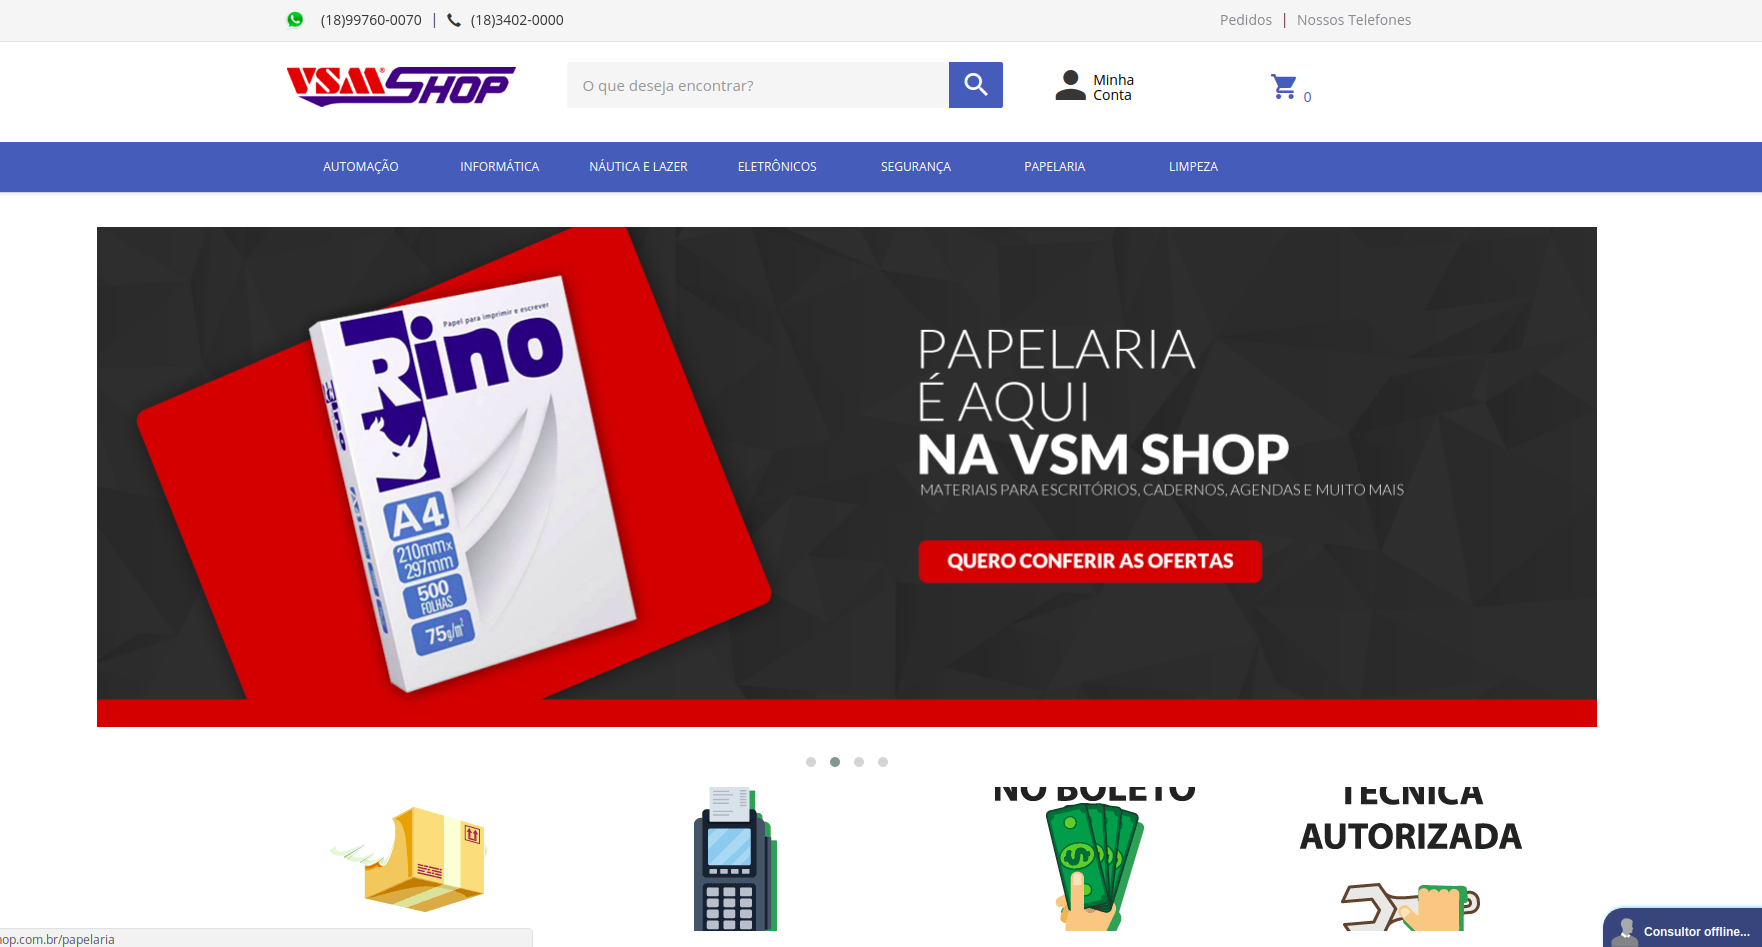 (18)99760-0070 | (18)3402-0000
Pedidos | Nossos Telefones
VSM SHOP
O que deseja encontrar?
Minha
Conta
0
AUTOMAÇÃO INFORMÁTICA NÁUTICA E LAZER ELETRÔNICOS SEGURANÇA PAPELARIA LIMPEZA
Papel para imprimir e escrever
Rino
Rino
A4
210mmx
297mm
500
FOLHAS
75g/m²
PAPELARIA
É AQUI
NA VSM SHOP
MATERIAIS PARA ESCRITÓRIOS, CADERNOS, AGENDAS E MUITO MAIS
QUERO CONFERIR AS OFERTAS
NO BOLETO
TÉCNICA
AUTORIZADA
Consultor offline...
hop.com.br/papelaria